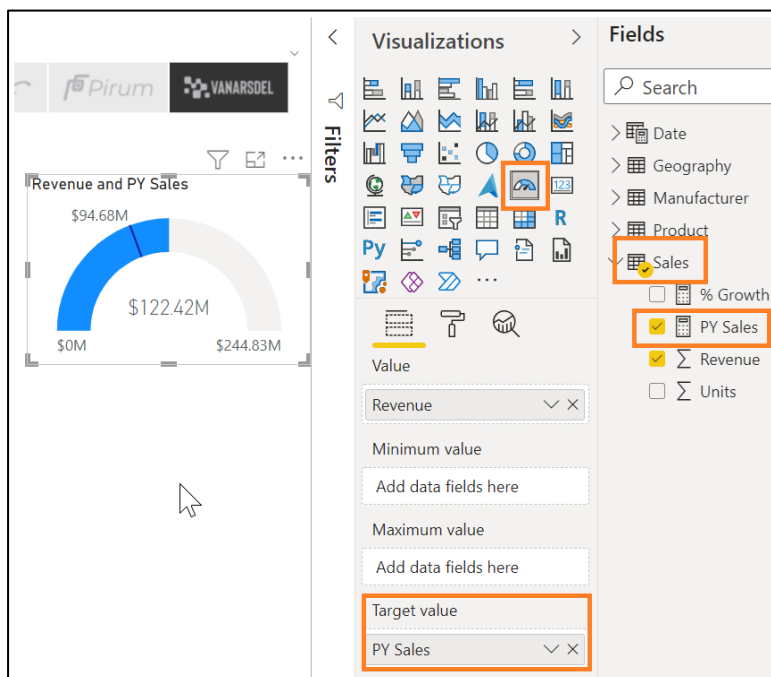 Pirum
VANARSDEL
Revenue and PY Sales
$94.68M
$122.42M
$0M
$244.83M
Filters
Visualizations
123
R
Py
Value
Revenue
Minimum value
Add data fields here
Maximum value
Add data fields here
Target value
PY Sales
Fields
Search
Date
Geography
Manufacturer
Product
Sales
% Growth
PY Sales
Revenue
Units